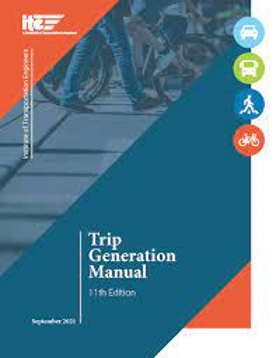 ite
Institute of Transportation Engineers
Trip
Generation
Manual
11th Edition
September 2021